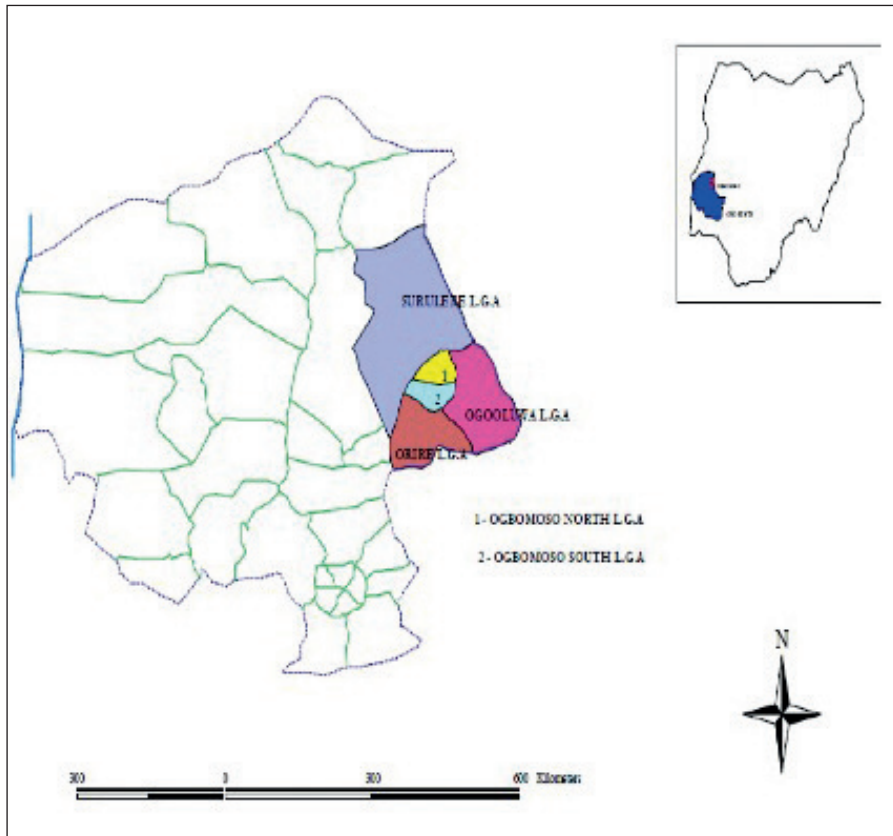 SURULERE L.G.A
1
2
OGOOLUWA L.G.A
ORIRE L.G.A
1- OGBOMOSO NORTH L.G.A
2- OGBOMOSO SOUTH L.G.A
N
300 0 300 600 Kilometers